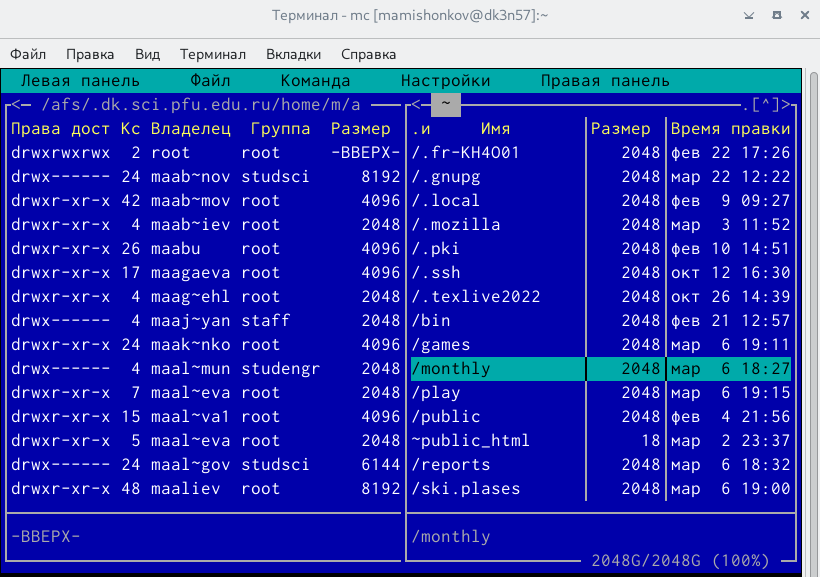 Терминал - mc [mamishonkov@dk3n57]:~
Файл Правка Вид Терминал Вкладки Справка
Левая панель Файл Команда Настройки Правая панель
<─ /afs/.dk.sci.pfu.edu.ru/home/m/a
Права дост Кс Владелец Группа Размер
drwxrwxrwx 2 root root -ВВЕРХ-
drwx------ 24 maab~nov studsci 8192
drwxr-xr-x 42 maab~mov root 4096
drwxr-xr-x 4 maab~iev root 2048
drwxr-xr-x 26 maabu root 4096
drwxr-xr-x 17 maagaeva root 4096
drwxr-xr-x 4 maag~ehl root 2048
drwx------ 4 maaj~yan staff 2048
drwxr-xr-x 24 maak~nko root 4096
drwx------ 4 maal~mun studengr 2048
drwxr-xr-x 7 maal~eva root 2048
drwxr-xr-x 15 maal~va1 root 4096
drwxr-xr-x 5 maal~eva root 2048
drwx------ 24 maal~gov studsci 6144
drwxr-xr-x 48 maaliev root 8192
-ВВЕРХ-
<─ ~ .[^]>
.и Имя Размер Время правки
/.fr-KH4O01 2048 фев 22 17:26
/.gnupg 2048 мар 22 12:22
/.local 2048 фев 9 09:27
/.mozilla 2048 мар 3 11:52
/.pki 2048 фев 10 14:51
/.ssh 2048 окт 12 16:30
/.texlive2022 2048 окт 26 14:39
/bin 2048 фев 21 12:57
/games 2048 мар 6 19:11
/monthly 2048 мар 6 18:27
/play 2048 мар 6 19:15
/public 2048 фев 4 21:56
~public_html 18 мар 2 23:37
/reports 2048 мар 6 18:32
/ski.plases 2048 мар 6 19:00
/monthly
2048G/2048G (100%)